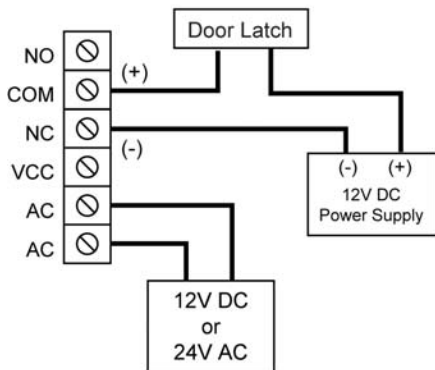 Door Latch
NO
(+)
COM
NC
(-)
VCC
(-) (+)
12V DC
Power Supply
AC
AC
12V DC
or
24V AC